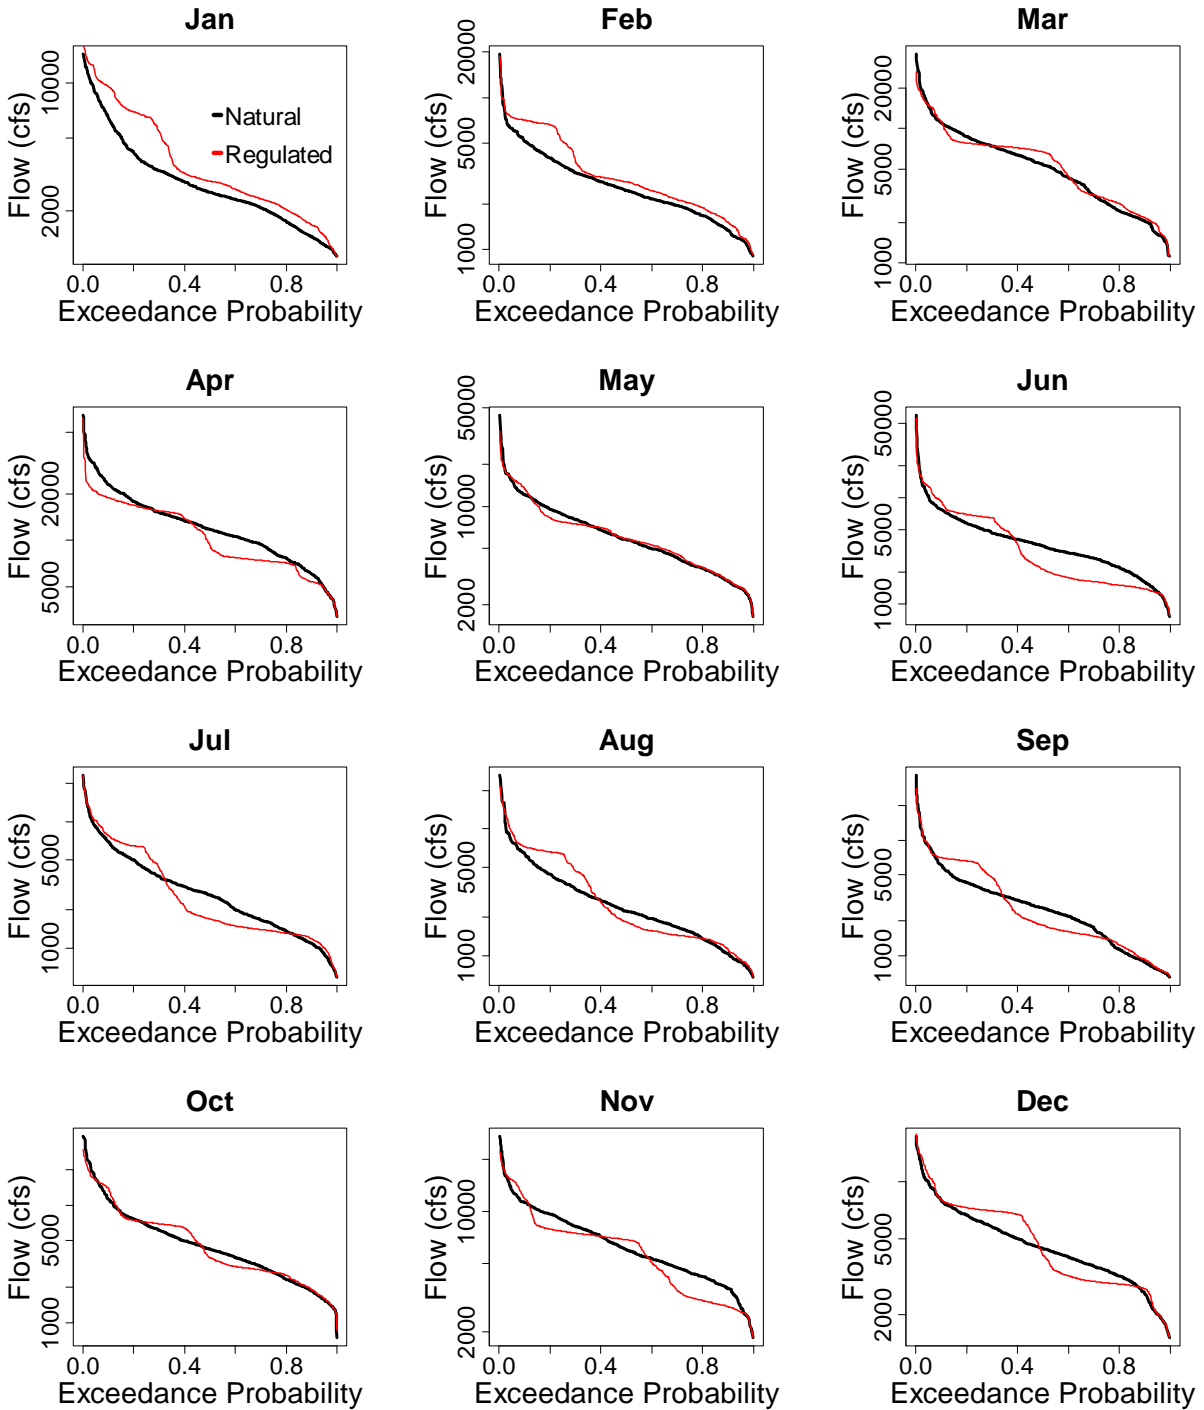 Jan
Flow (cfs)
10000
2000
Natural
Regulated
0.0 0.4 0.8
Exceedance Probability
Feb
Flow (cfs)
20000
5000
1000
0.0 0.4 0.8
Exceedance Probability
Mar
Flow (cfs)
20000
5000
1000
0.0 0.4 0.8
Exceedance Probability
Apr
Flow (cfs)
20000
5000
0.0 0.4 0.8
Exceedance Probability
May
Flow (cfs)
50000
10000
2000
0.0 0.4 0.8
Exceedance Probability
Jun
Flow (cfs)
50000
5000
1000
0.0 0.4 0.8
Exceedance Probability
Jul
Flow (cfs)
5000
1000
0.0 0.4 0.8
Exceedance Probability
Aug
Flow (cfs)
5000
1000
0.0 0.4 0.8
Exceedance Probability
Sep
Flow (cfs)
5000
1000
0.0 0.4 0.8
Exceedance Probability
Oct
Flow (cfs)
5000
1000
0.0 0.4 0.8
Exceedance Probability
Nov
Flow (cfs)
10000
2000
0.0 0.4 0.8
Exceedance Probability
Dec
Flow (cfs)
5000
2000
0.0 0.4 0.8
Exceedance Probability